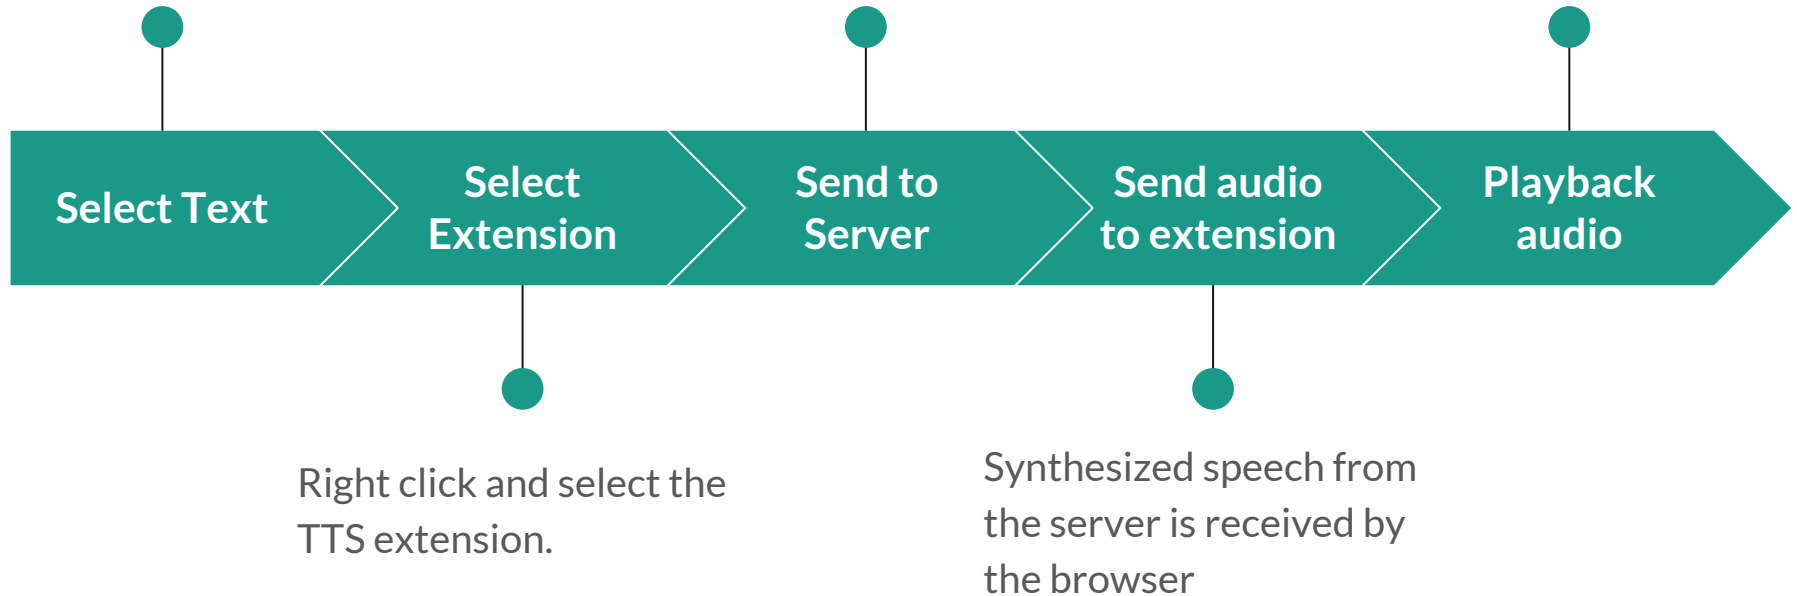 Select Text
Select
Extension
Send to
Server
Send audio
to extension
Playback
audio
Right click and select the
TTS extension.
Synthesized speech from
the server is received by
the browser